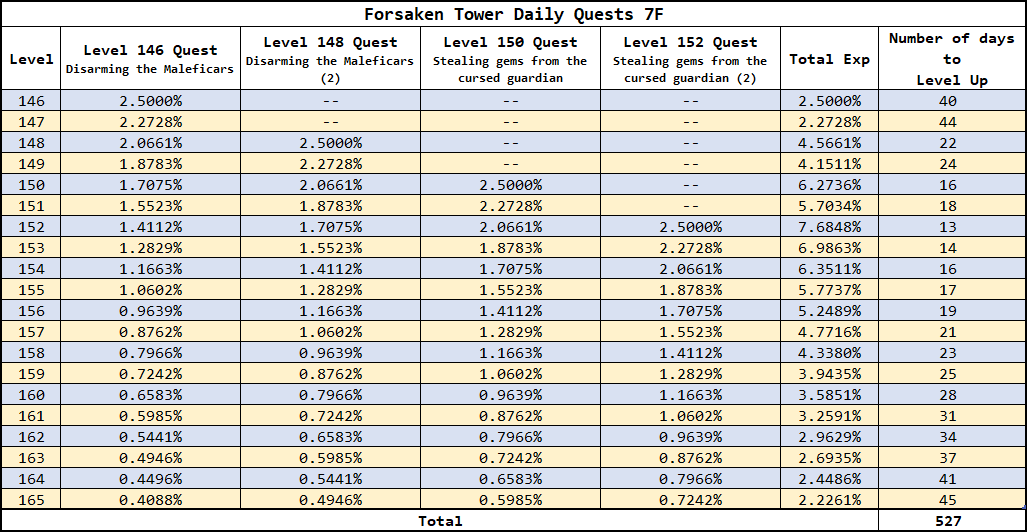 Forsaken Tower Daily Quests 7F
Level Level 146 Quest Disarming the Maleficars Level 148 Quest Disarming the Maleficars (2) Level 150 Quest Stealing gems from the cursed guardian Level 152 Quest Stealing gems from the cursed guardian (2) Total Exp Number of days to Level Up
146 2.5000% -- -- -- 2.5000% 40
147 2.2728% -- -- -- 2.2728% 44
148 2.0661% 2.5000% -- -- 4.5661% 22
149 1.8783% 2.2728% -- -- 4.1511% 24
150 1.7075% 2.0661% 2.5000% -- 6.2736% 16
151 1.5523% 1.8783% 2.2728% -- 5.7034% 18
152 1.4112% 1.7075% 2.0661% 2.5000% 7.6848% 13
153 1.2829% 1.5523% 1.8783% 2.2728% 6.9863% 14
154 1.1663% 1.4112% 1.7075% 2.0661% 6.3511% 16
155 1.0602% 1.2829% 1.5523% 1.8783% 5.7737% 17
156 0.9639% 1.1663% 1.4112% 1.7075% 5.2489% 19
157 0.8762% 1.0602% 1.2829% 1.5523% 4.7716% 21
158 0.7966% 0.9639% 1.1663% 1.4112% 4.3380% 23
159 0.7242% 0.8762% 1.0602% 1.2829% 3.9435% 25
160 0.6583% 0.7966% 0.9639% 1.1663% 3.5851% 28
161 0.5985% 0.7242% 0.8762% 1.0602% 3.2591% 31
162 0.5441% 0.6583% 0.7966% 0.9639% 2.9629% 34
163 0.4946% 0.5985% 0.7242% 0.8762% 2.6935% 37
164 0.4496% 0.5441% 0.6583% 0.7966% 2.4486% 41
165 0.4088% 0.4946% 0.5985% 0.7242% 2.2261% 45
Total 527